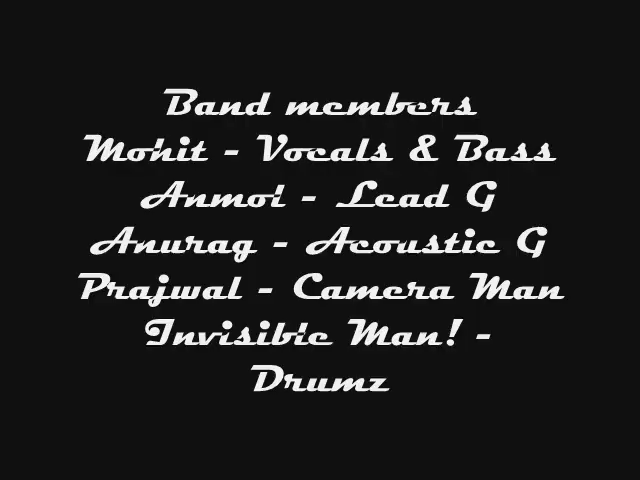 Band members
Mohit - Vocals & Bass
Anmol - Lead G
Anurag - Acoustic G
Prajwal - Camera Man
Invisible Man! -
Drumz